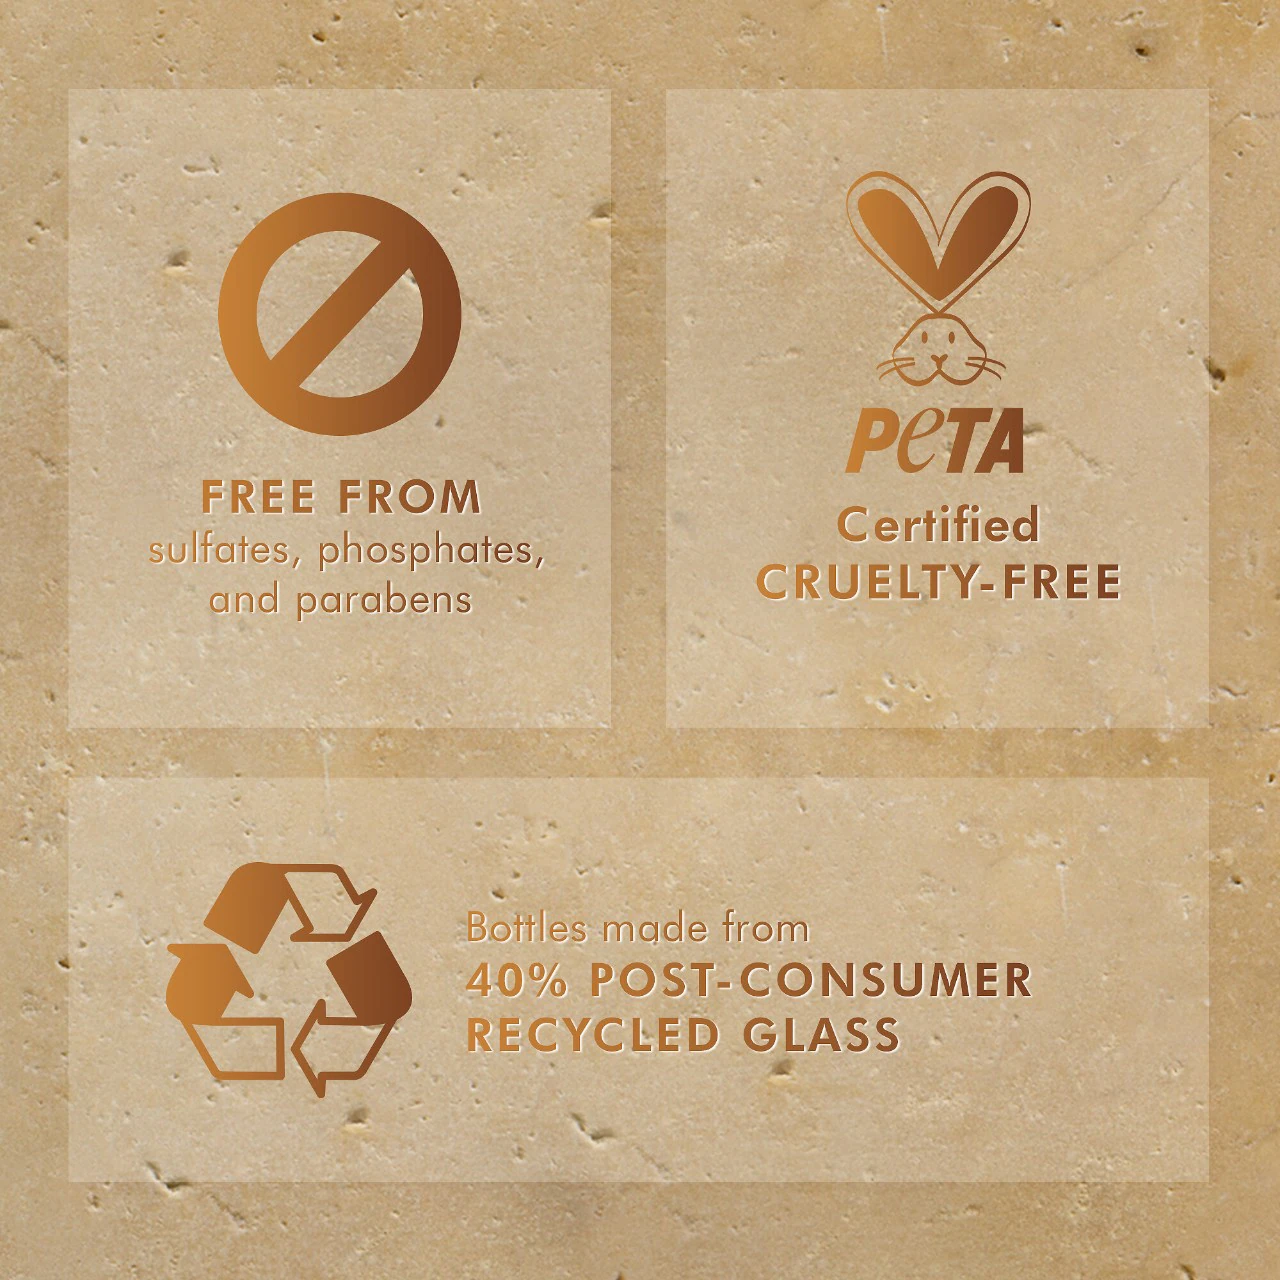 FREE FROM
sulfates, phosphates,
and parabens
PeTA
Certified
CRUELTY-FREE
Bottles made from
40% POST-CONSUMER
RECYCLED GLASS